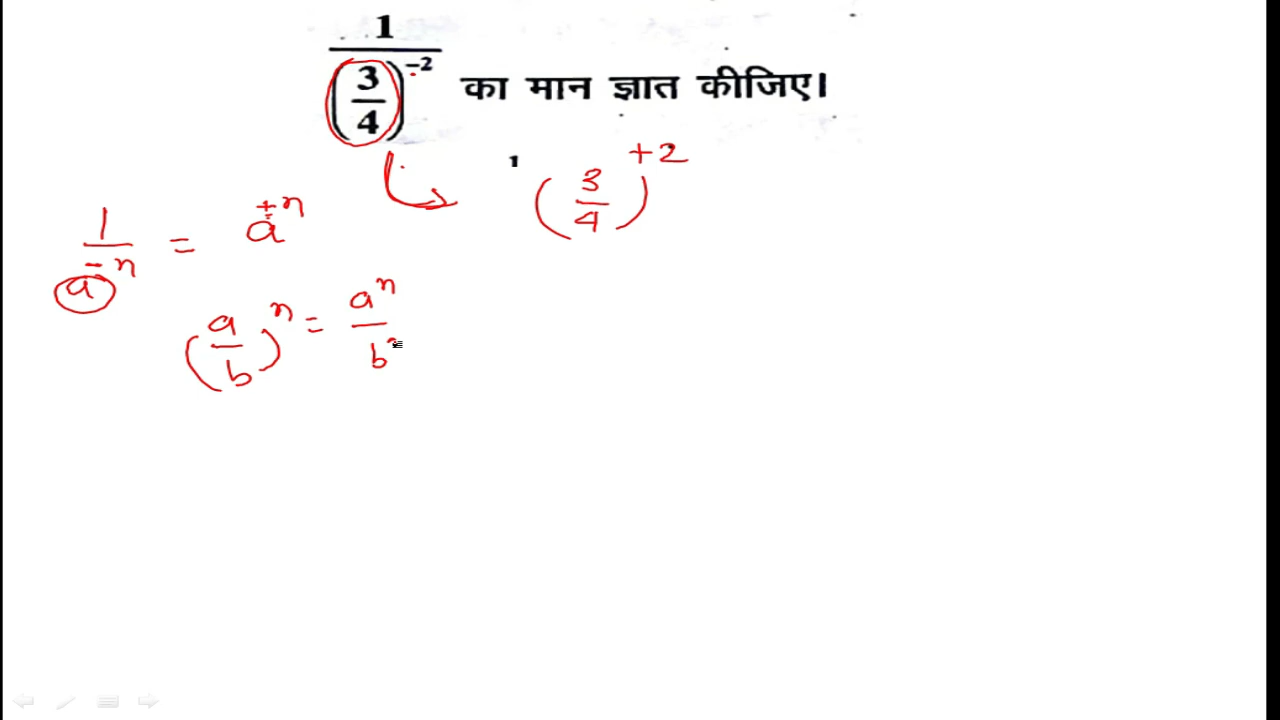 1
(3/4)^-2 का मान ज्ञात कीजिए।
1
(3/4)^+2
1/a^-n = a^+n
(a/b)^n = a^n/b